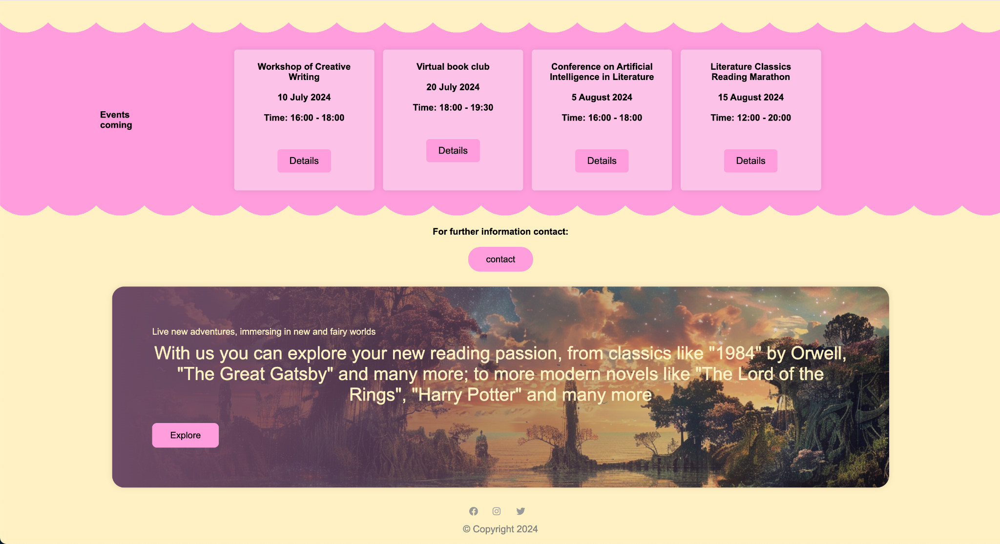 Events
coming
Workshop of Creative
Writing
10 July 2024
Time: 16:00 - 18:00
Details
Virtual book club
20 July 2024
Time: 18:00 - 19:30
Details
Conference on Artificial
Intelligence in Literature
5 August 2024
Time: 16:00 - 18:00
Details
Literature Classics
Reading Marathon
15 August 2024
Time: 12:00 - 20:00
Details
For further information contact:
contact
Live new adventures, immersing in new and fairy worlds
With us you can explore your new reading passion, from classics like "1984" by Orwell,
"The Great Gatsby" and many more; to more modern novels like "The Lord of the
Rings", "Harry Potter" and many more
Explore
© Copyright 2024